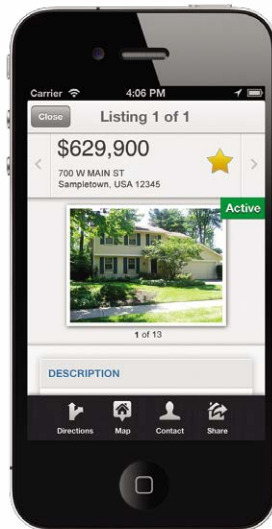 Carrier 4:06 PM
Close Listing 1 of 1
$629,900
700 W MAIN ST
Sampletown, USA 12345
Active
1 of 13
DESCRIPTION
Directions Map Contact Share